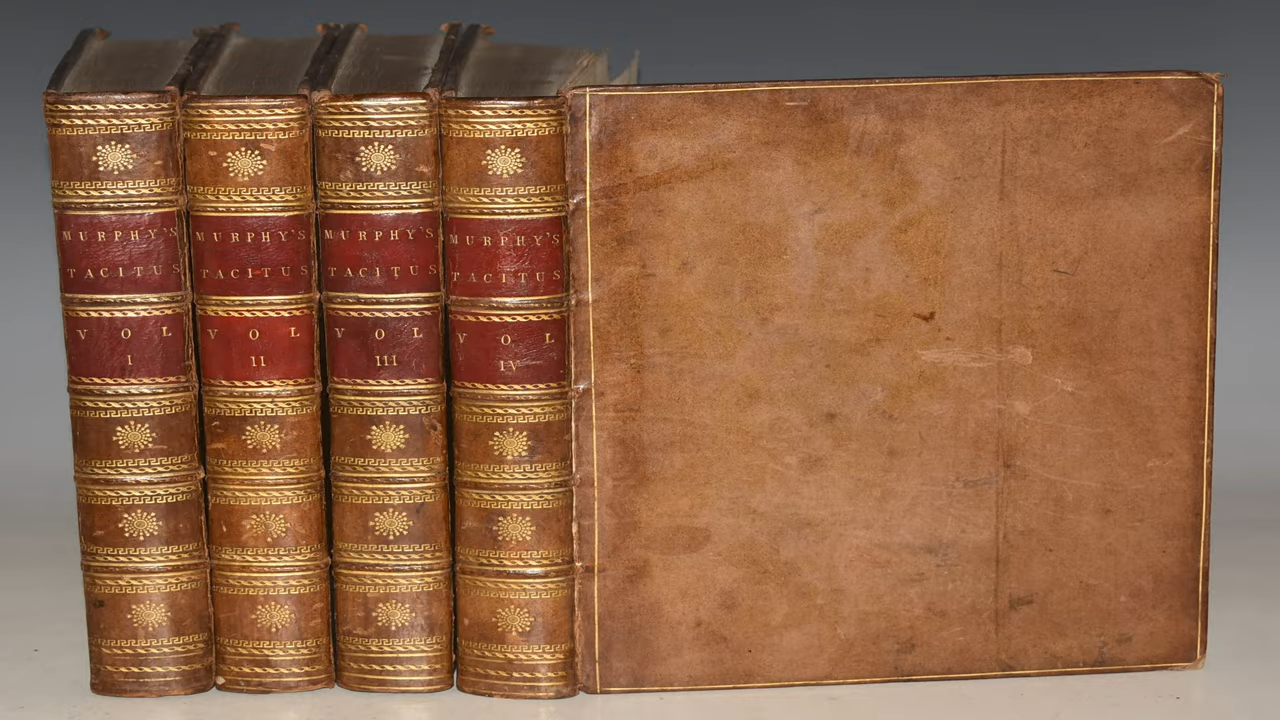 MURPHY'S
TACITUS
VOL
I
MURPHY'S
TACITUS
VOL
II
MURPHY'S
TACITUS
VOL
III
MURPHY'S
TACITUS
VOL
IV